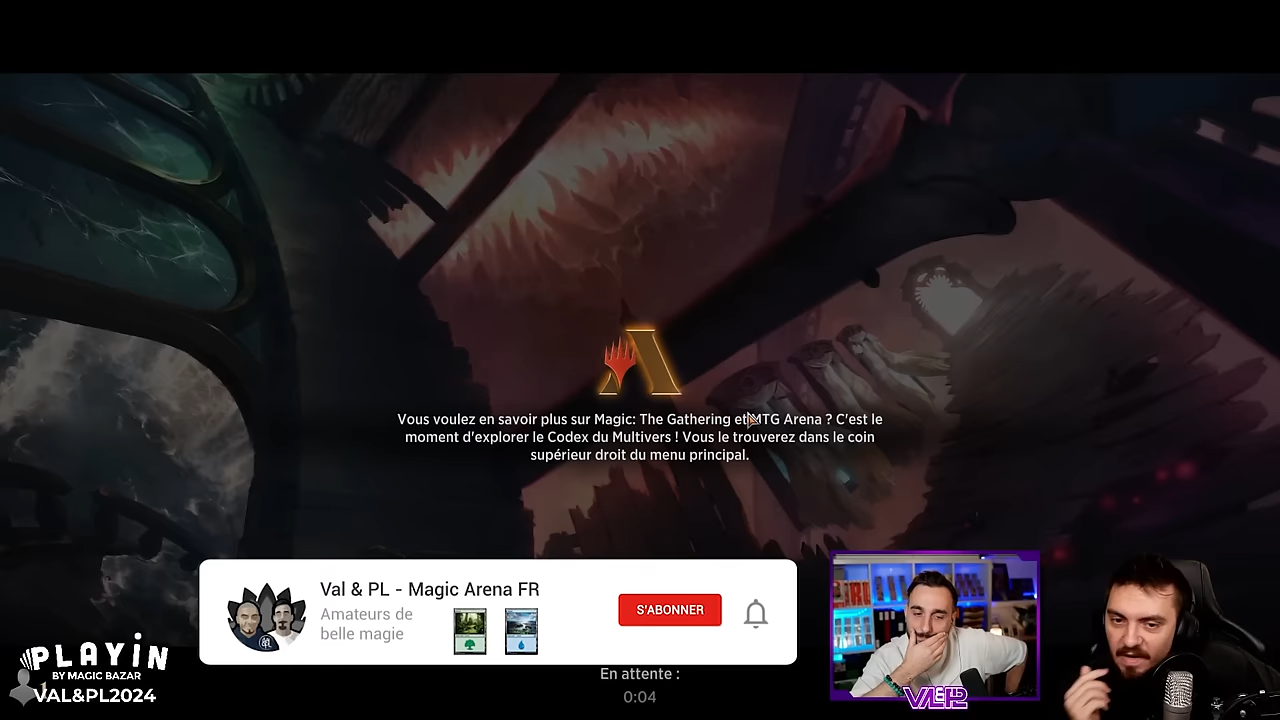 Vous voulez en savoir plus sur Magic: The Gathering et MTG Arena ? C'est le
moment d'explorer le Codex du Multivers ! Vous le trouverez dans le coin
supérieur droit du menu principal.
Val & PL - Magic Arena FR
Amateurs de
belle magie
S'ABONNER
En attente :
0:04
PLAYIN
BY MAGIC BAZAR
VAL&PL2024